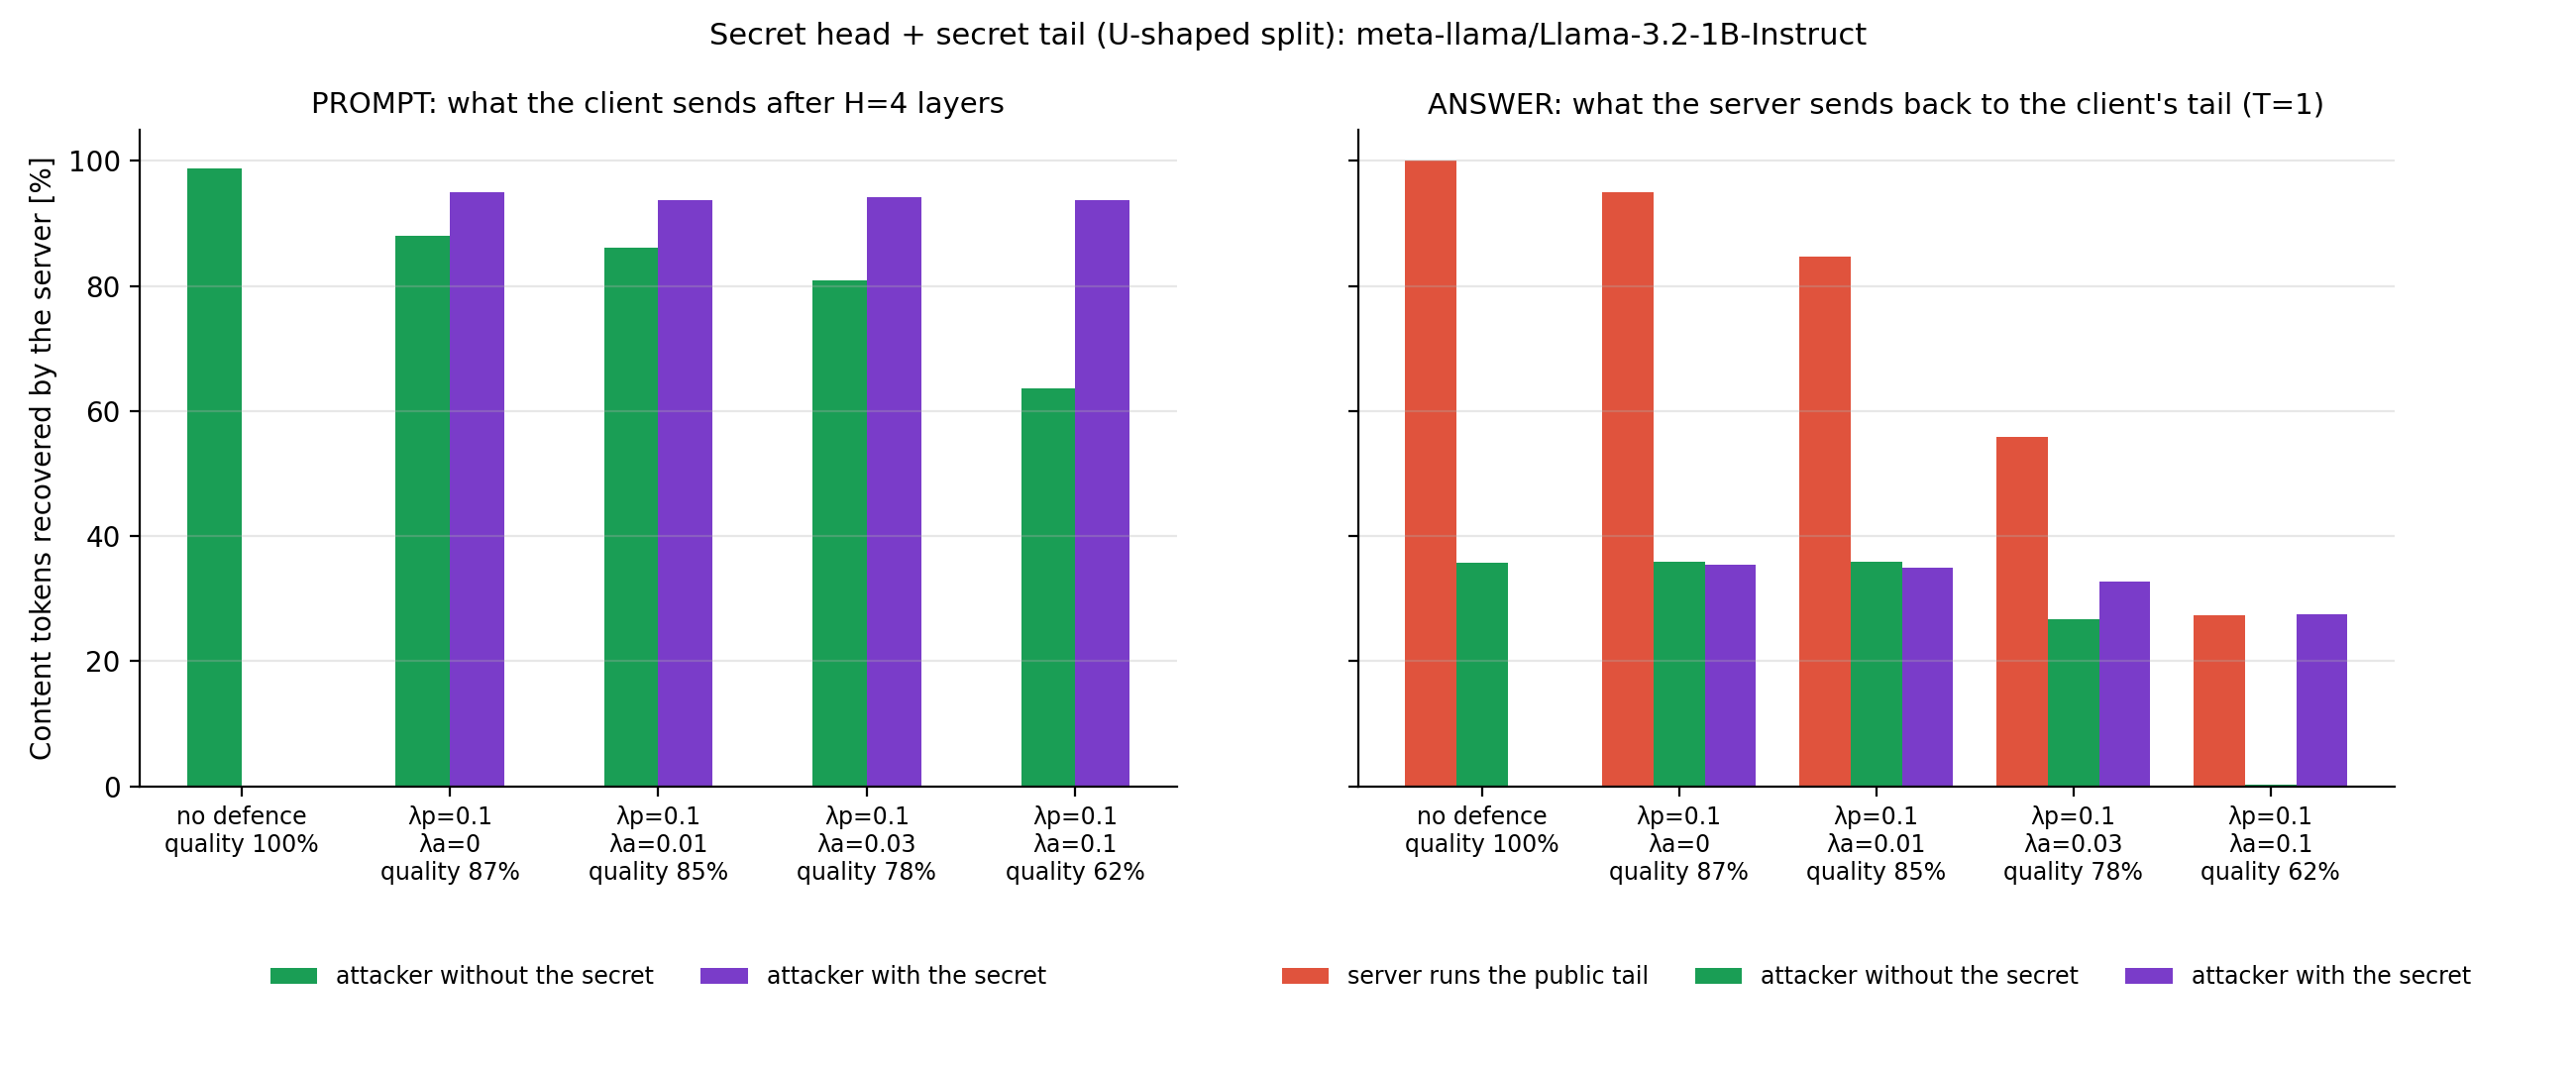 Secret head + secret tail (U-shaped split): meta-llama/Llama-3.2-1B-Instruct
PROMPT: what the client sends after H=4 layers
Content tokens recovered by the server [%]
100
80
60
40
20
0
no defence
quality 100%
λp=0.1
λa=0
quality 87%
λp=0.1
λa=0.01
quality 85%
λp=0.1
λa=0.03
quality 78%
λp=0.1
λa=0.1
quality 62%
attacker without the secret
attacker with the secret
ANSWER: what the server sends back to the client's tail (T=1)
no defence
quality 100%
λp=0.1
λa=0
quality 87%
λp=0.1
λa=0.01
quality 85%
λp=0.1
λa=0.03
quality 78%
λp=0.1
λa=0.1
quality 62%
server runs the public tail
attacker without the secret
attacker with the secret